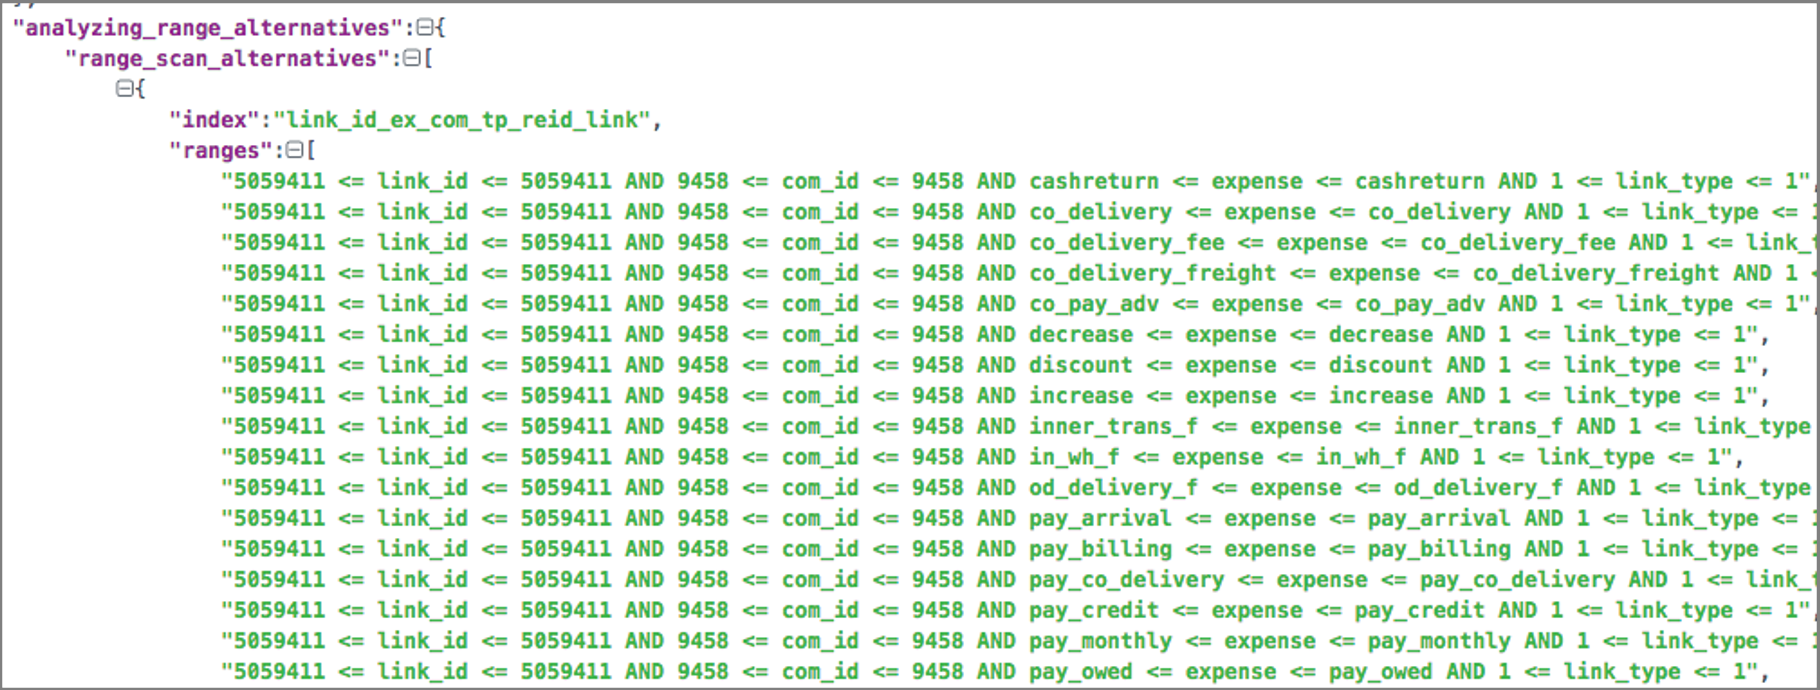 "analyzing_range_alternatives":{
"range_scan_alternatives":[
{
"index":"link_id_ex_com_tp_reid_link",
"ranges":[
"5059411 <= link_id <= 5059411 AND 9458 <= com_id <= 9458 AND cashreturn <= expense <= cashreturn AND 1 <= link_type <= 1",
"5059411 <= link_id <= 5059411 AND 9458 <= com_id <= 9458 AND co_delivery <= expense <= co_delivery AND 1 <= link_type <=
"5059411 <= link_id <= 5059411 AND 9458 <= com_id <= 9458 AND co_delivery_fee <= expense <= co_delivery_fee AND 1 <= link_
"5059411 <= link_id <= 5059411 AND 9458 <= com_id <= 9458 AND co_delivery_freight <= expense <= co_delivery_freight AND 1
"5059411 <= link_id <= 5059411 AND 9458 <= com_id <= 9458 AND co_pay_adv <= expense <= co_pay_adv AND 1 <= link_type <= 1",
"5059411 <= link_id <= 5059411 AND 9458 <= com_id <= 9458 AND decrease <= expense <= decrease AND 1 <= link_type <= 1",
"5059411 <= link_id <= 5059411 AND 9458 <= com_id <= 9458 AND discount <= expense <= discount AND 1 <= link_type <= 1",
"5059411 <= link_id <= 5059411 AND 9458 <= com_id <= 9458 AND increase <= expense <= increase AND 1 <= link_type <= 1",
"5059411 <= link_id <= 5059411 AND 9458 <= com_id <= 9458 AND inner_trans_f <= expense <= inner_trans_f AND 1 <= link_type
"5059411 <= link_id <= 5059411 AND 9458 <= com_id <= 9458 AND in_wh_f <= expense <= in_wh_f AND 1 <= link_type <= 1",
"5059411 <= link_id <= 5059411 AND 9458 <= com_id <= 9458 AND od_delivery_f <= expense <= od_delivery_f AND 1 <= link_type
"5059411 <= link_id <= 5059411 AND 9458 <= com_id <= 9458 AND pay_arrival <= expense <= pay_arrival AND 1 <= link_type <=
"5059411 <= link_id <= 5059411 AND 9458 <= com_id <= 9458 AND pay_billing <= expense <= pay_billing AND 1 <= link_type <=
"5059411 <= link_id <= 5059411 AND 9458 <= com_id <= 9458 AND pay_co_delivery <= expense <= pay_co_delivery AND 1 <= link_
"5059411 <= link_id <= 5059411 AND 9458 <= com_id <= 9458 AND pay_credit <= expense <= pay_credit AND 1 <= link_type <= 1",
"5059411 <= link_id <= 5059411 AND 9458 <= com_id <= 9458 AND pay_monthly <= expense <= pay_monthly AND 1 <= link_type <=
"5059411 <= link_id <= 5059411 AND 9458 <= com_id <= 9458 AND pay_owed <= expense <= pay_owed AND 1 <= link_type <= 1",